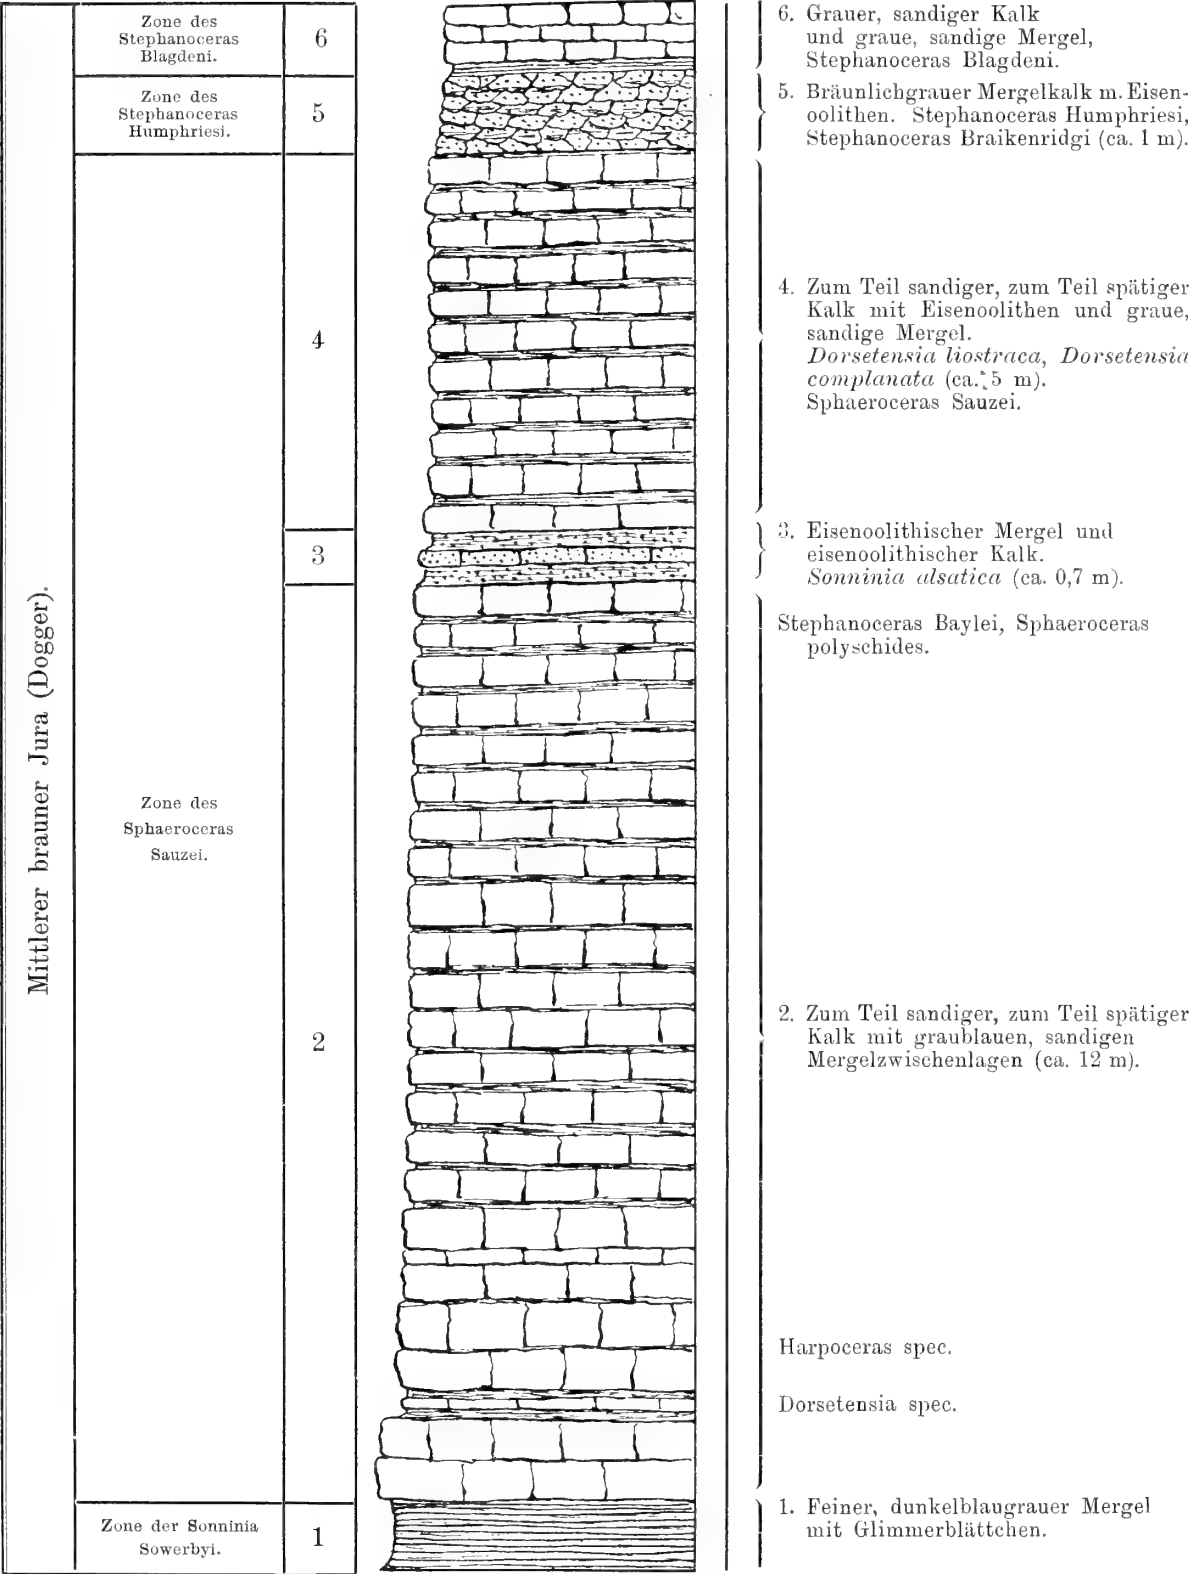 Mittlerer brauner Jura (Dogger).
Zone des
Stephanoceras
Blagdeni.
6
Zone des
Stephanoceras
Humphriesi.
5
4
3
Zone des
Sphaeroceras
Sauzei.
2
Zone der Sonninia
Sowerbyi.
1
6. Grauer, sandiger Kalk
und graue, sandige Mergel,
Stephanoceras Blagdeni.
5. Bräunlichgrauer Mergelkalk m. Eisen-
oolithen. Stephanoceras Humphriesi,
Stephanoceras Braikenridgi (ca. 1 m).
4. Zum Teil sandiger, zum Teil spätiger
Kalk mit Eisenoolithen und graue,
sandige Mergel.
Dorsetensia liostraca, Dorsetensia
complanata (ca. 5 m).
Sphaeroceras Sauzei.
3. Eisenoolithischer Mergel und
eisenoolithischer Kalk.
Sonninia alsatica (ca. 0,7 m).
Stephanoceras Baylei, Sphaeroceras
polyschides.
2. Zum Teil sandiger, zum Teil spätiger
Kalk mit graublauen, sandigen
Mergelzwischenlagen (ca. 12 m).
Harpoceras spec.
Dorsetensia spec.
1. Feiner, dunkelblaugrauer Mergel
mit Glimmerblättchen.